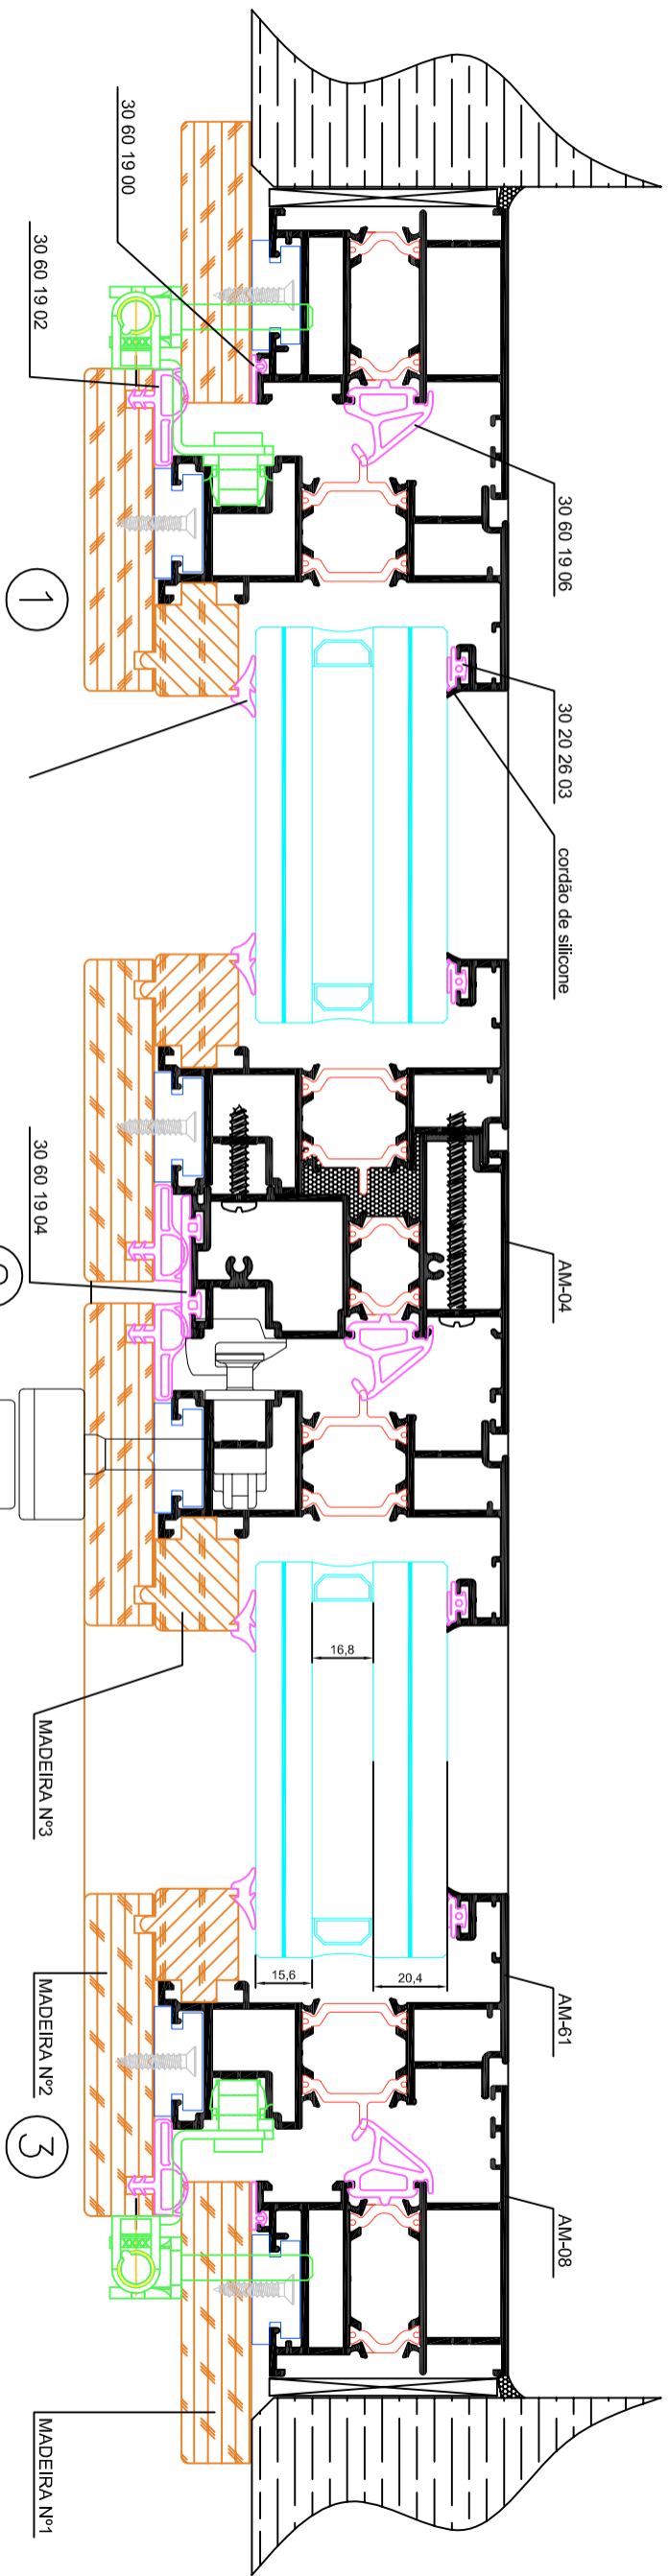 30 60 19 00
30 60 19 02
1
30 60 19 06
30 20 26 03
cordão de silicone
30 60 19 04
AM-04
16,8
MADEIRA Nº3
15,6
20,4
AM-61
MADEIRA Nº2
3
AM-08
MADEIRA Nº1